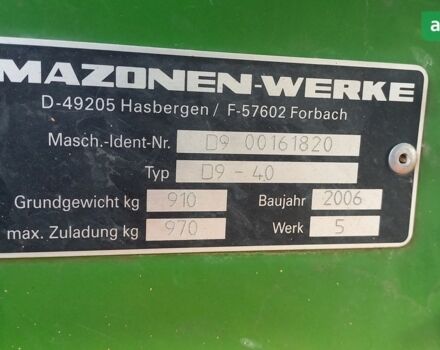 a
MAZONEN-WERKE
D-49205 Hasbergen / F-57602 Forbach
Masch.-Ident-Nr. D9 00161820
Typ D9-40
Grundgewicht kg 910 Baujahr 2006
max. Zuladung kg 970 Werk 5